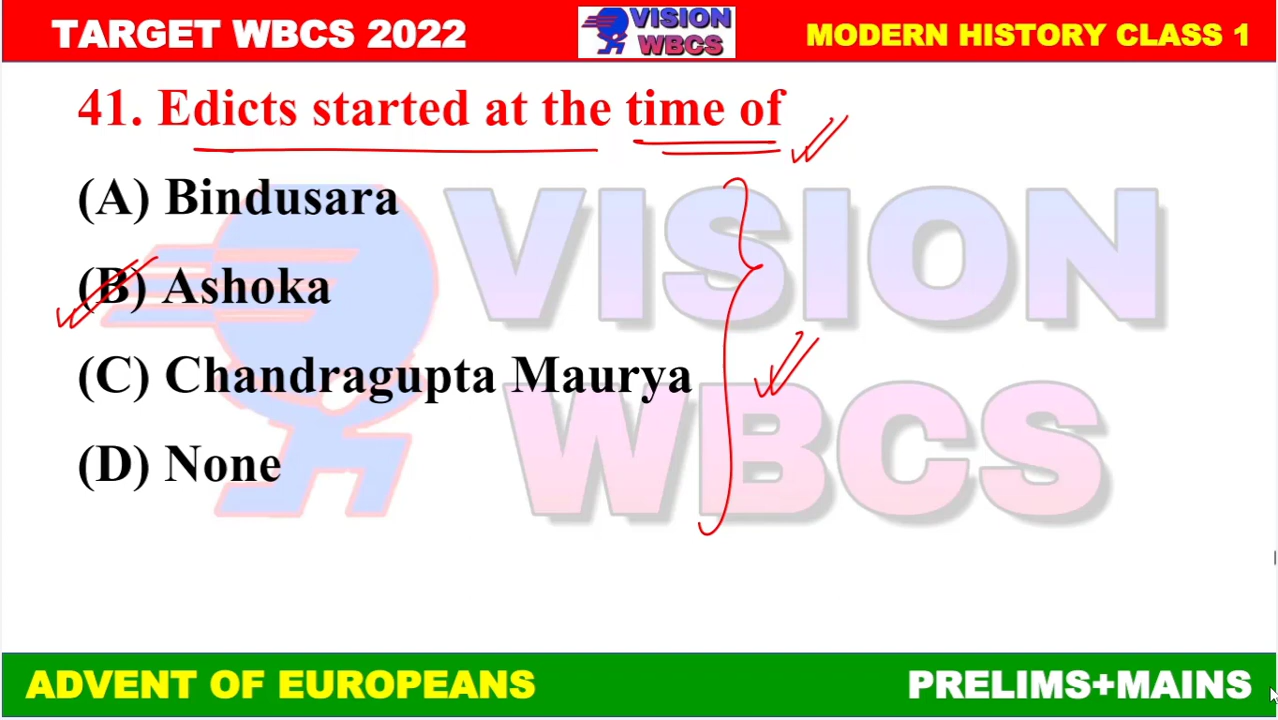 TARGET WBCS 2022
VISION
WBCS
MODERN HISTORY CLASS 1
41. Edicts started at the time of
(A) Bindusara
(B) Ashoka
(C) Chandragupta Maurya
(D) None
VISION
WBCS
ADVENT OF EUROPEANS
PRELIMS+MAINS